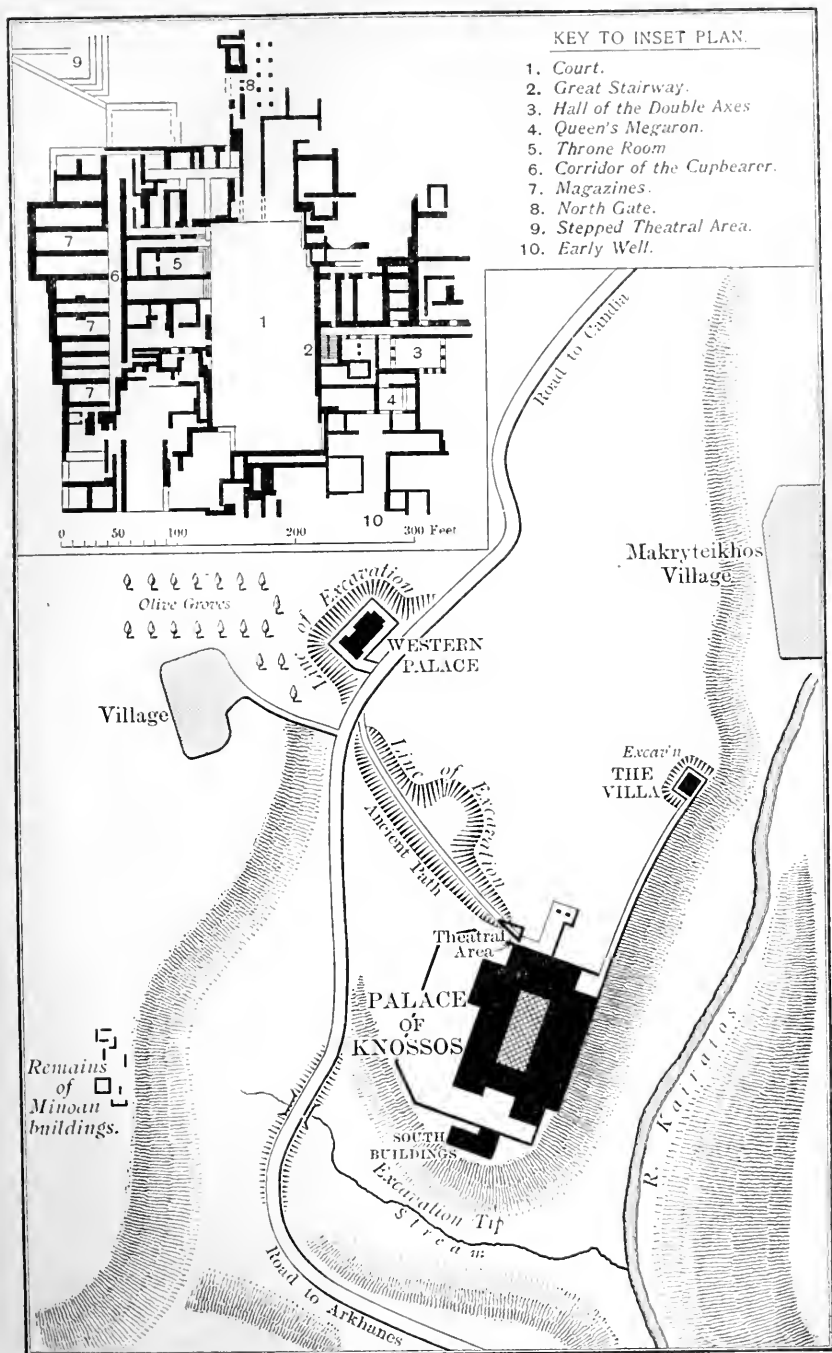 KEY TO INSET PLAN.
1. Court.
2. Great Stairway.
3. Hall of the Double Axes
4. Queen's Megaron.
5. Throne Room
6. Corridor of the Cupbearer.
7. Magazines.
8. North Gate.
9. Stepped Theatral Area.
10. Early Well.
9
8
7
5
6
1
7
2
3
4
7
10
0 50 100 200 300 Feet
Road to Candia
Makryteikhos
Village
Olive Groves
Line of Excavation
WESTERN
PALACE
Village
Line of Excavation
Ancient Path
Excav'n
THE
VILLA
Theatral
Area
PALACE
OF
KNOSSOS
Remains
of
Minoan
buildings.
R. Kairatos
SOUTH
BUILDINGS
Excavation Tip
Stream
Road to Arkhanes